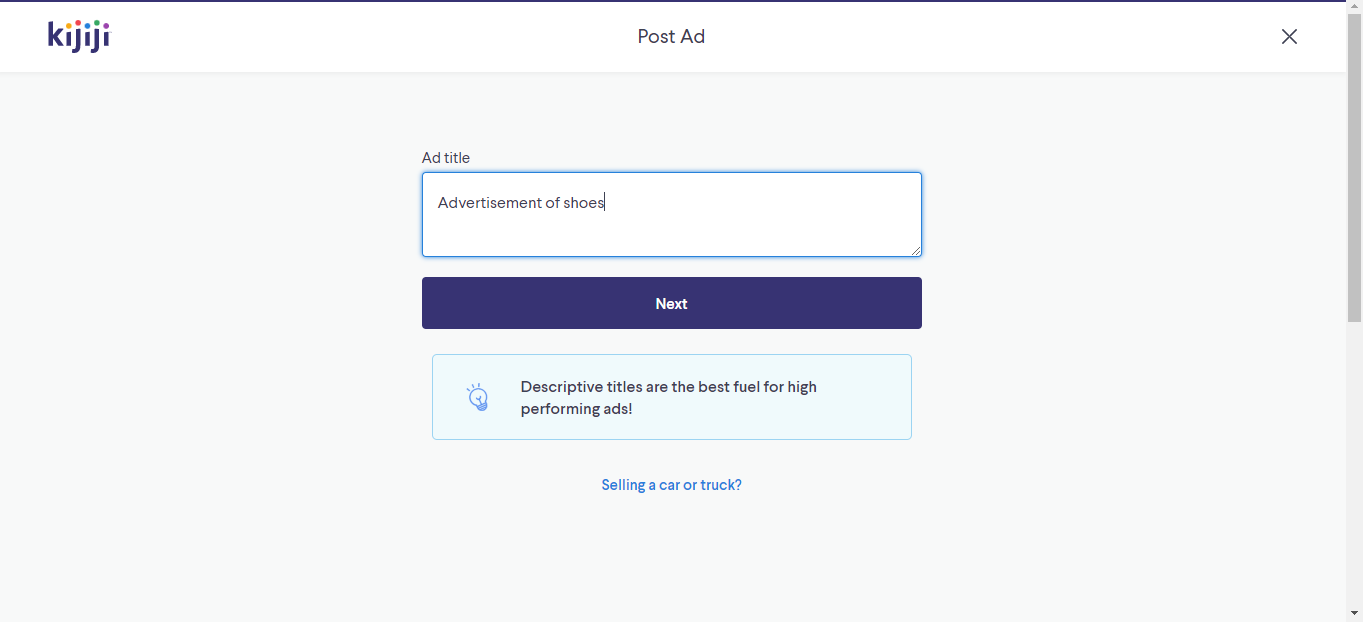 kijiji
Post Ad
Ad title
Advertisement of shoes
Next
Descriptive titles are the best fuel for high
performing ads!
Selling a car or truck?